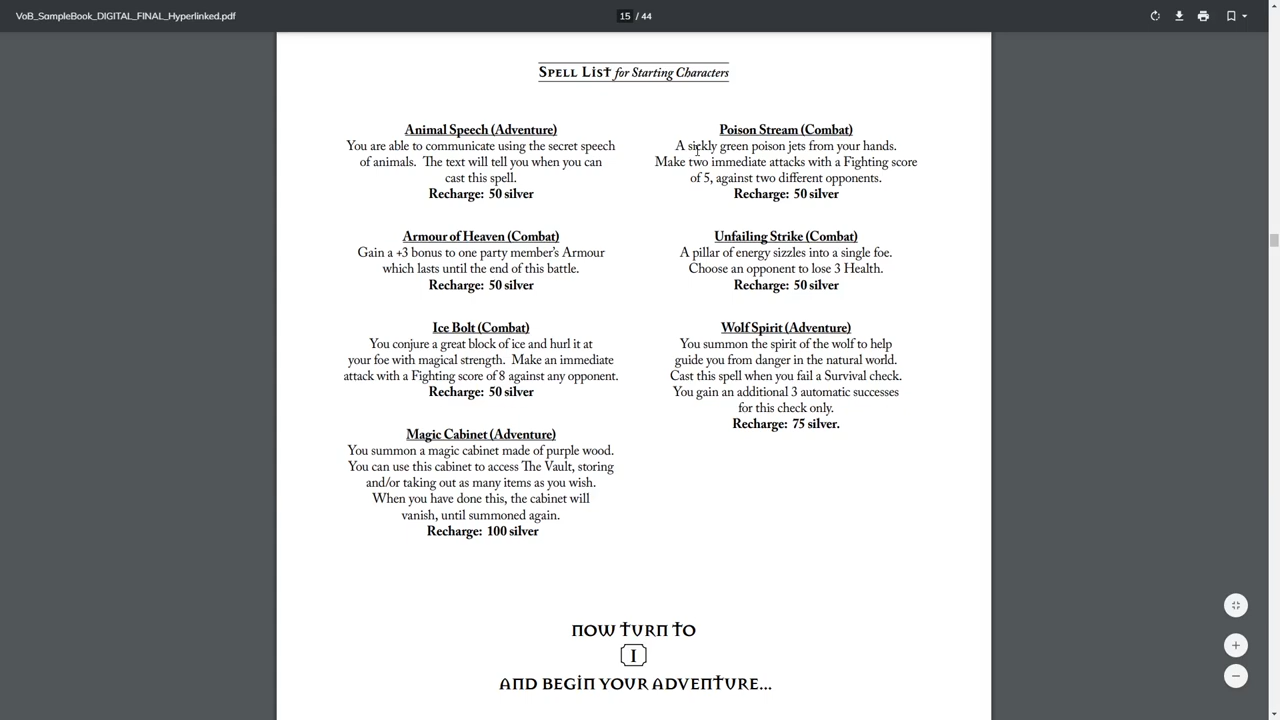 VoB_SampleBook_DIGITAL_FINAL_Hyperlinked.pdf
15 / 44
Spell List for Starting Characters
Animal Speech (Adventure)
You are able to communicate using the secret speech
of animals. The text will tell you when you can
cast this spell.
Recharge: 50 silver
Armour of Heaven (Combat)
Gain a +3 bonus to one party member's Armour
which lasts until the end of this battle.
Recharge: 50 silver
Ice Bolt (Combat)
You conjure a great block of ice and hurl it at
your foe with magical strength. Make an immediate
attack with a Fighting score of 8 against any opponent.
Recharge: 50 silver
Magic Cabinet (Adventure)
You summon a magic cabinet made of purple wood.
You can use this cabinet to access The Vault, storing
and/or taking out as many items as you wish.
When you have done this, the cabinet will
vanish, until summoned again.
Recharge: 100 silver
Poison Stream (Combat)
A sickly green poison jets from your hands.
Make two immediate attacks with a Fighting score
of 5, against two different opponents.
Recharge: 50 silver
Unfailing Strike (Combat)
A pillar of energy sizzles into a single foe.
Choose an opponent to lose 3 Health.
Recharge: 50 silver
Wolf Spirit (Adventure)
You summon the spirit of the wolf to help
guide you from danger in the natural world.
Cast this spell when you fail a Survival check.
You gain an additional 3 automatic successes
for this check only.
Recharge: 75 silver.
NOW TURN TO
I
AND BEGIN YOUR ADVENTURE...